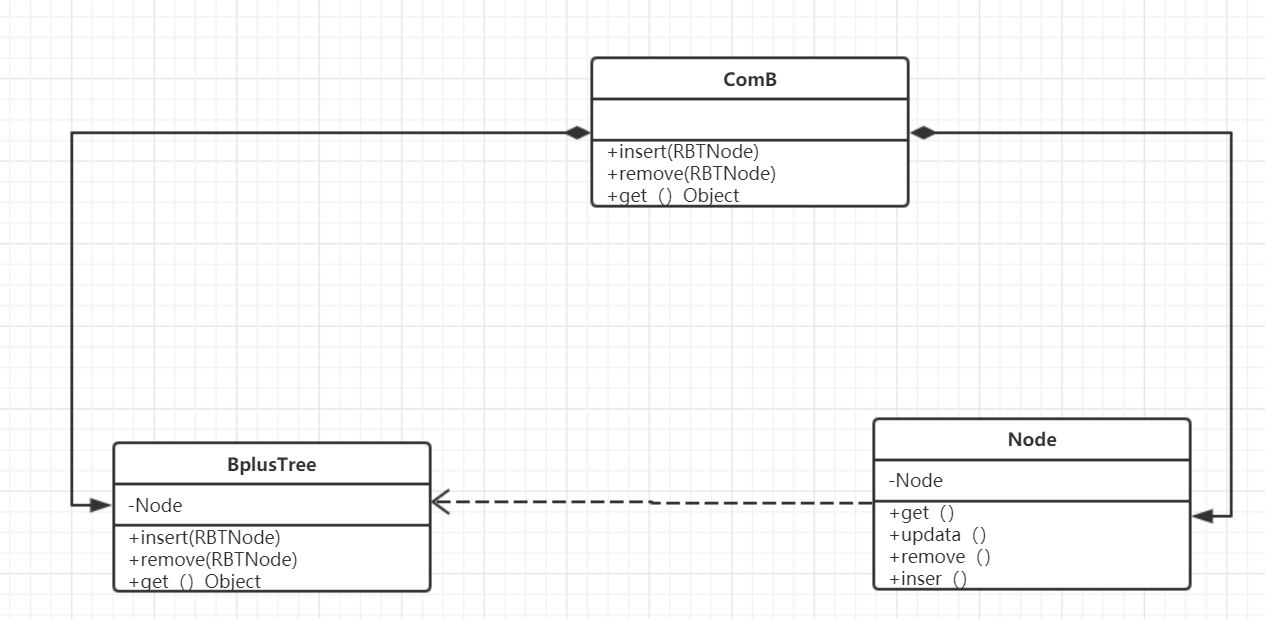 ComB
+insert(RBTNode)
+remove(RBTNode)
+get () Object
BplusTree
-Node
+insert(RBTNode)
+remove(RBTNode)
+get () Object
Node
-Node
+get ()
+updata ()
+remove ()
+inser ()